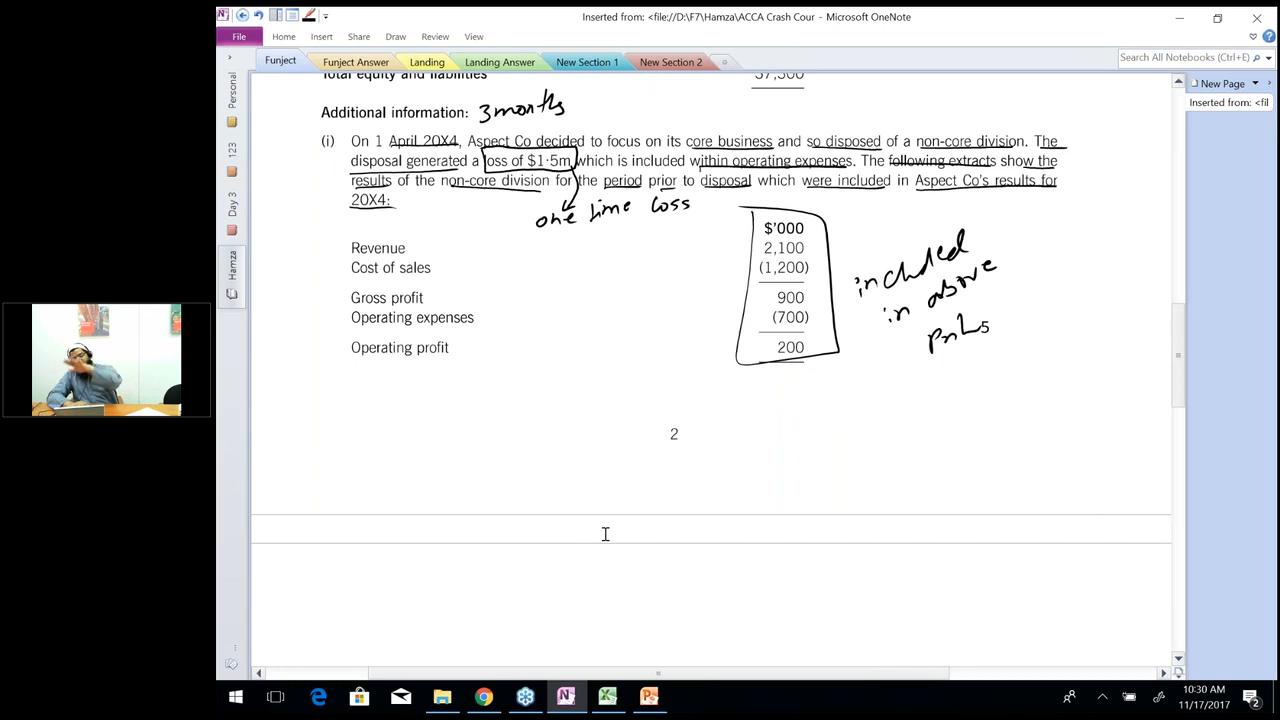 Inserted from: <file://D:\F7\Hamza\ACCA Crash Cour - Microsoft OneNote
File Home Insert Share Draw Review View
Funject Funject Answer Landing Landing Answer New Section 1 New Section 2
Search All Notebooks (Ctrl+E)
New Page
Inserted from: <fil
Personal
123
Day 3
Hamza
Total equity and liabilities 57,300
Additional information: 3 months
(i) On 1 April 20X4, Aspect Co decided to focus on its core business and so disposed of a non-core division. The
disposal generated a loss of $1·5m which is included within operating expenses. The following extracts show the
results of the non-core division for the period prior to disposal which were included in Aspect Co's results for
20X4:
one time loss
$'000
Revenue 2,100
Cost of sales (1,200)
Gross profit 900
Operating expenses (700)
Operating profit 200
included
in above
PnLs
2
10:30 AM
11/17/2017
2